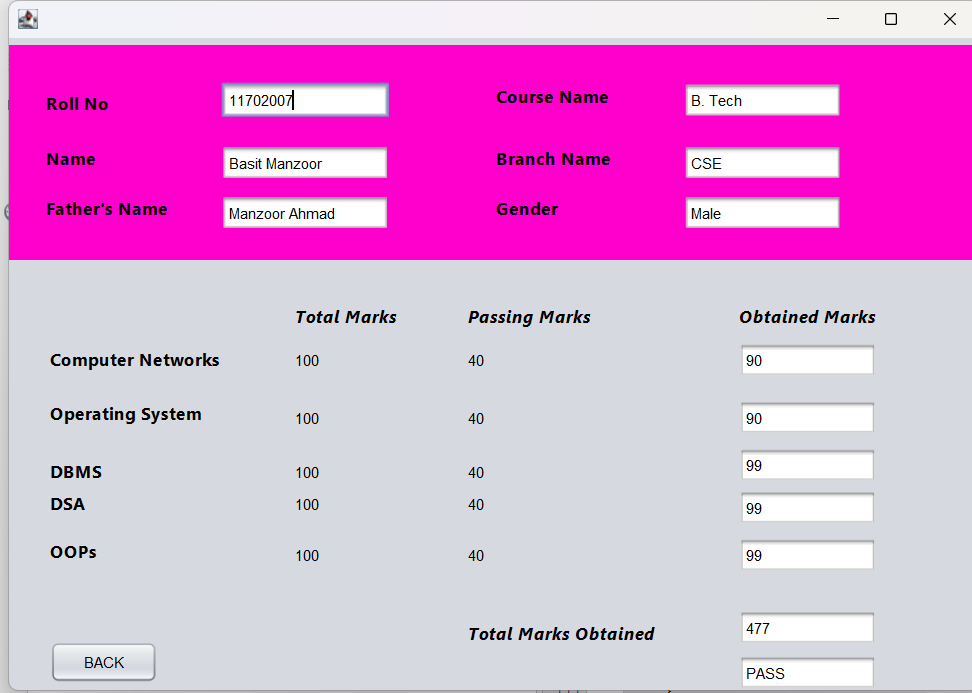 Roll No 11702007 Course Name B. Tech
Name Basit Manzoor Branch Name CSE
Father's Name Manzoor Ahmad Gender Male
Total Marks Passing Marks Obtained Marks
Computer Networks 100 40 90
Operating System 100 40 90
DBMS 100 40 99
DSA 100 40 99
OOPs 100 40 99
Total Marks Obtained 477
BACK PASS